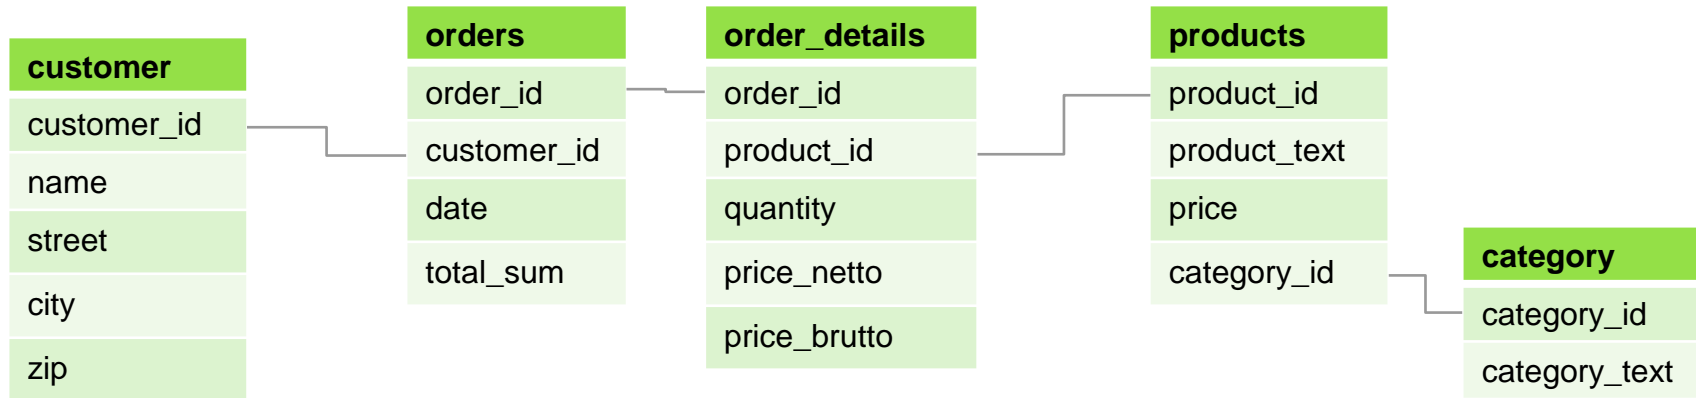 customer
customer_id
name
street
city
zip
orders
order_id
customer_id
date
total_sum
order_details
order_id
product_id
quantity
price_netto
price_brutto
products
product_id
product_text
price
category_id
category
category_id
category_text